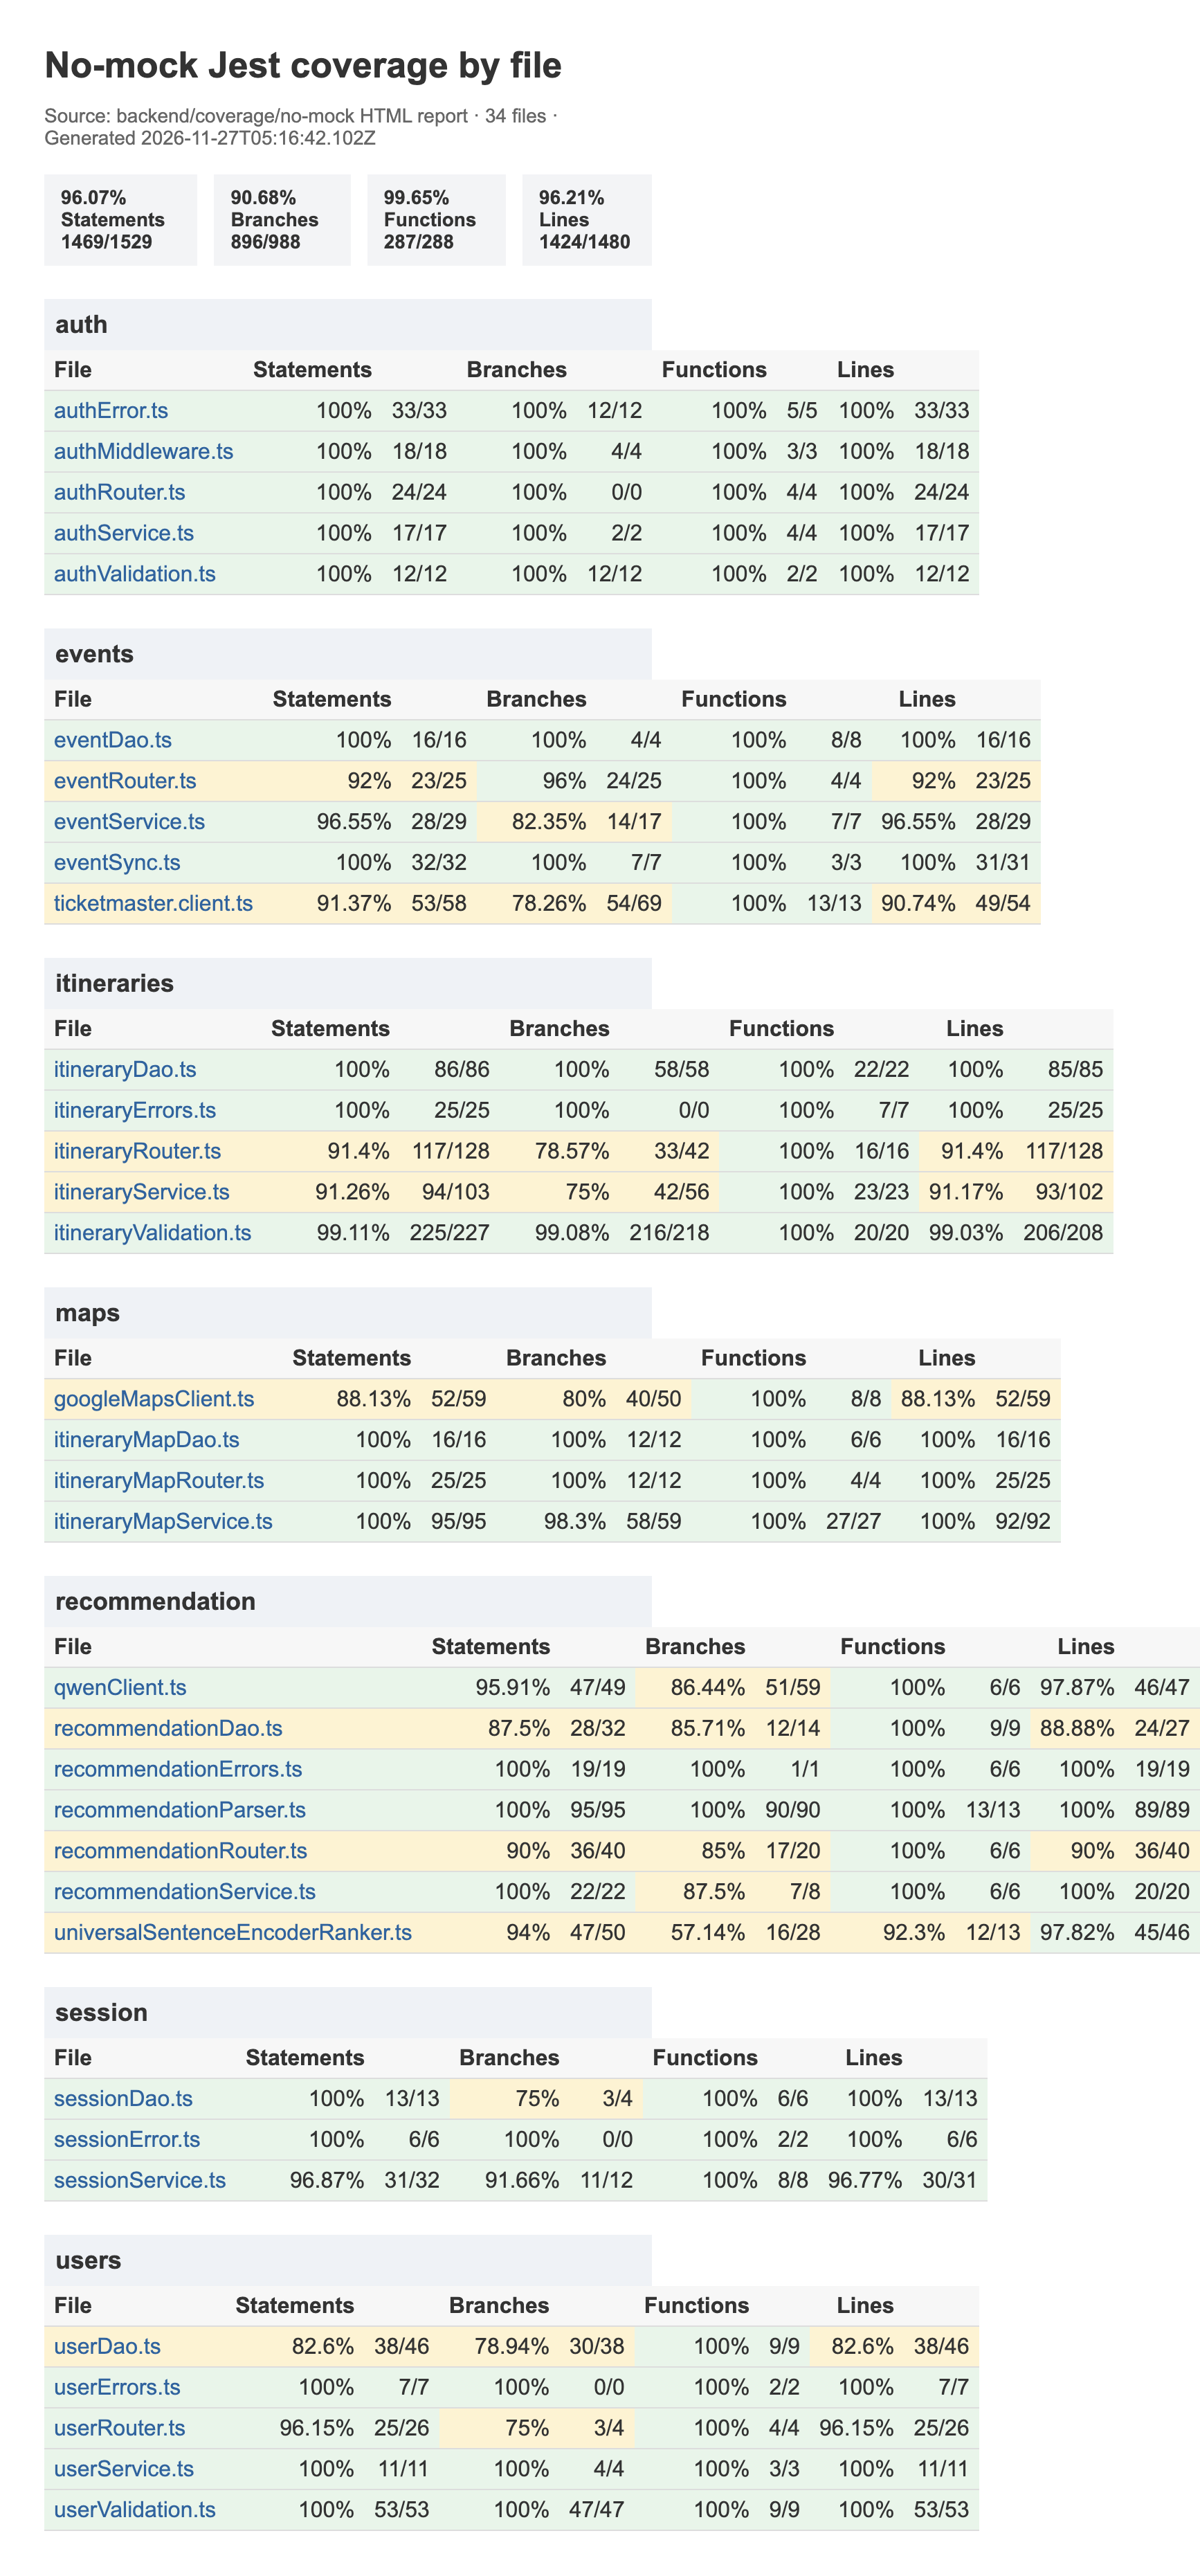 No-mock Jest coverage by file
Source: backend/coverage/no-mock HTML report · 34 files ·
Generated 2026-11-27T05:16:42.102Z
96.07% 90.68% 99.65% 96.21%
Statements Branches Functions Lines
1469/1529 896/988 287/288 1424/1480
auth
File Statements Branches Functions Lines
authError.ts 100% 33/33 100% 12/12 100% 5/5 100% 33/33
authMiddleware.ts 100% 18/18 100% 4/4 100% 3/3 100% 18/18
authRouter.ts 100% 24/24 100% 0/0 100% 4/4 100% 24/24
authService.ts 100% 17/17 100% 2/2 100% 4/4 100% 17/17
authValidation.ts 100% 12/12 100% 12/12 100% 2/2 100% 12/12
events
File Statements Branches Functions Lines
eventDao.ts 100% 16/16 100% 4/4 100% 8/8 100% 16/16
eventRouter.ts 92% 23/25 96% 24/25 100% 4/4 92% 23/25
eventService.ts 96.55% 28/29 82.35% 14/17 100% 7/7 96.55% 28/29
eventSync.ts 100% 32/32 100% 7/7 100% 3/3 100% 31/31
ticketmaster.client.ts 91.37% 53/58 78.26% 54/69 100% 13/13 90.74% 49/54
itineraries
File Statements Branches Functions Lines
itineraryDao.ts 100% 86/86 100% 58/58 100% 22/22 100% 85/85
itineraryErrors.ts 100% 25/25 100% 0/0 100% 7/7 100% 25/25
itineraryRouter.ts 91.4% 117/128 78.57% 33/42 100% 16/16 91.4% 117/128
itineraryService.ts 91.26% 94/103 75% 42/56 100% 23/23 91.17% 93/102
itineraryValidation.ts 99.11% 225/227 99.08% 216/218 100% 20/20 99.03% 206/208
maps
File Statements Branches Functions Lines
googleMapsClient.ts 88.13% 52/59 80% 40/50 100% 8/8 88.13% 52/59
itineraryMapDao.ts 100% 16/16 100% 12/12 100% 6/6 100% 16/16
itineraryMapRouter.ts 100% 25/25 100% 12/12 100% 4/4 100% 25/25
itineraryMapService.ts 100% 95/95 98.3% 58/59 100% 27/27 100% 92/92
recommendation
File Statements Branches Functions Lines
qwenClient.ts 95.91% 47/49 86.44% 51/59 100% 6/6 97.87% 46/47
recommendationDao.ts 87.5% 28/32 85.71% 12/14 100% 9/9 88.88% 24/27
recommendationErrors.ts 100% 19/19 100% 1/1 100% 6/6 100% 19/19
recommendationParser.ts 100% 95/95 100% 90/90 100% 13/13 100% 89/89
recommendationRouter.ts 90% 36/40 85% 17/20 100% 6/6 90% 36/40
recommendationService.ts 100% 22/22 87.5% 7/8 100% 6/6 100% 20/20
universalSentenceEncoderRanker.ts 94% 47/50 57.14% 16/28 92.3% 12/13 97.82% 45/46
session
File Statements Branches Functions Lines
sessionDao.ts 100% 13/13 75% 3/4 100% 6/6 100% 13/13
sessionError.ts 100% 6/6 100% 0/0 100% 2/2 100% 6/6
sessionService.ts 96.87% 31/32 91.66% 11/12 100% 8/8 96.77% 30/31
users
File Statements Branches Functions Lines
userDao.ts 82.6% 38/46 78.94% 30/38 100% 9/9 82.6% 38/46
userErrors.ts 100% 7/7 100% 0/0 100% 2/2 100% 7/7
userRouter.ts 96.15% 25/26 75% 3/4 100% 4/4 96.15% 25/26
userService.ts 100% 11/11 100% 4/4 100% 3/3 100% 11/11
userValidation.ts 100% 53/53 100% 47/47 100% 9/9 100% 53/53